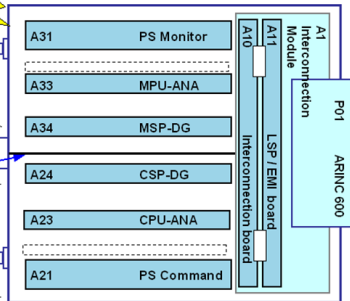 A31 PS Monitor
A33 MPU-ANA
A34 MSP-DG
A24 CSP-DG
A23 CPU-ANA
A21 PS Command
A10 Interconnection board
A11 LSP / EMI board
A1 Interconnection
Module
P01 ARINC 600